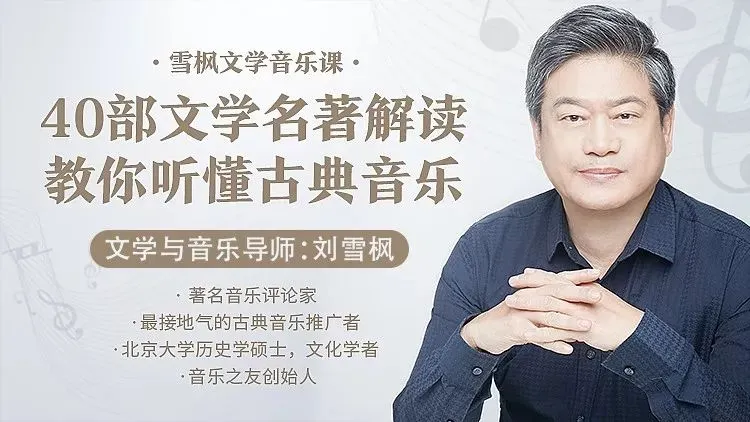 ·雪枫文学音乐课·
40部文学名著解读
教你听懂古典音乐
文学与音乐导师：刘雪枫
·著名音乐评论家
·最接地气的古典音乐推广者
·北京大学历史学硕士，文化学者
·音乐之友创始人